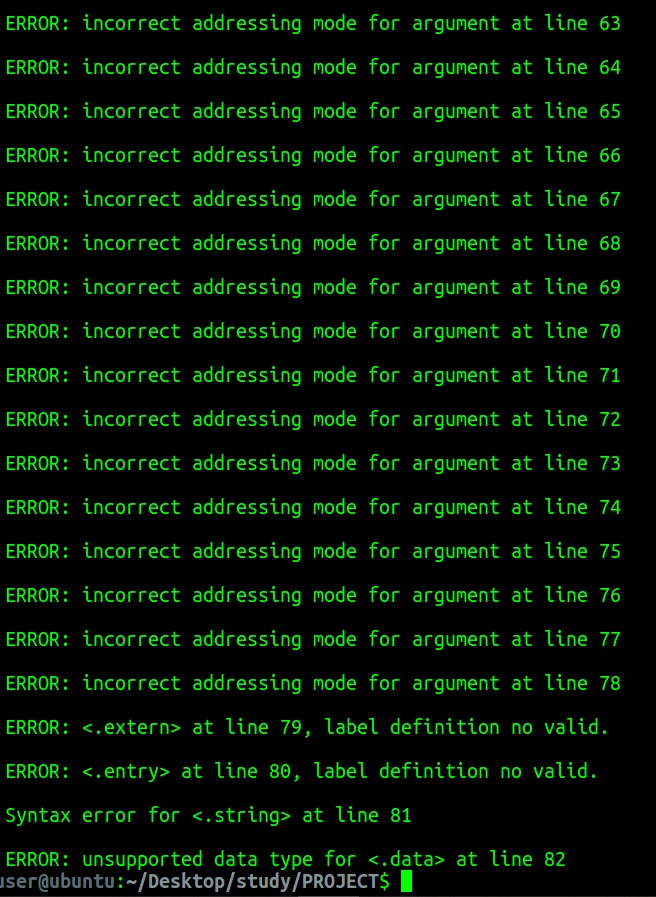 ERROR: incorrect addressing mode for argument at line 63
ERROR: incorrect addressing mode for argument at line 64
ERROR: incorrect addressing mode for argument at line 65
ERROR: incorrect addressing mode for argument at line 66
ERROR: incorrect addressing mode for argument at line 67
ERROR: incorrect addressing mode for argument at line 68
ERROR: incorrect addressing mode for argument at line 69
ERROR: incorrect addressing mode for argument at line 70
ERROR: incorrect addressing mode for argument at line 71
ERROR: incorrect addressing mode for argument at line 72
ERROR: incorrect addressing mode for argument at line 73
ERROR: incorrect addressing mode for argument at line 74
ERROR: incorrect addressing mode for argument at line 75
ERROR: incorrect addressing mode for argument at line 76
ERROR: incorrect addressing mode for argument at line 77
ERROR: incorrect addressing mode for argument at line 78
ERROR: <.extern> at line 79, label definition no valid.
ERROR: <.entry> at line 80, label definition no valid.
Syntax error for <.string> at line 81
ERROR: unsupported data type for <.data> at line 82
user@ubuntu:~/Desktop/study/PROJECT$